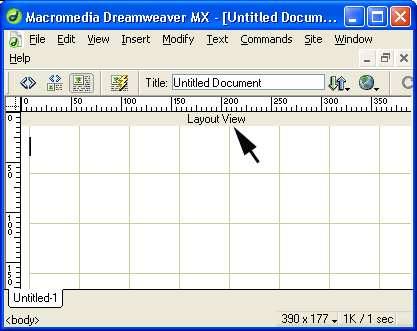 Macromedia Dreamweaver MX - [Untitled Docum...
File Edit View Insert Modify Text Commands Site Window
Help
Title: Untitled Document
0 50 100 150 200 250 300 350
Layout View
0
50
100
150
Untitled-1
<body> 390 x 177 1K / 1 sec